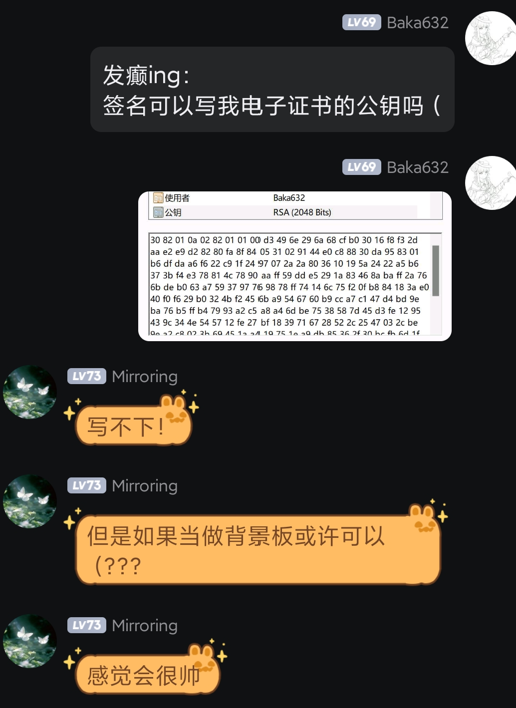 LV69 Baka632
发癫ing：
签名可以写我电子证书的公钥吗（
LV69 Baka632
使用者 Baka632
公钥 RSA (2048 Bits)
30 82 01 0a 02 82 01 01 00 d3 49 6e 29 6a 68 cf b0 30 16 f8 f3 2d
aa e2 e9 d2 82 80 fa 8f 84 05 31 02 91 44 e0 c8 88 30 da 95 83 01
b6 df da a6 f6 22 c9 1f 24 97 07 2a 2a 80 36 10 19 5a 24 22 a5 b6
37 3b f4 e3 78 81 4c 78 90 aa ff 59 dd e5 29 1a 83 46 8a ba ff 2a 76
6b de b0 63 a7 59 37 97 76 98 78 ff 74 14 6c 75 f2 0f b8 84 18 3a e0
40 f0 f6 29 b0 32 4b f2 45 6b a9 54 67 60 b9 cc a7 c1 47 d4 bd 9e
ba 76 b5 ff b4 79 93 a2 c5 a8 a4 6d be 75 38 58 7d 45 d3 fe 12 95
43 9c 34 4e 54 57 12 fe 27 bf 18 39 71 67 28 52 2c 25 47 03 2c be
LV73 Mirroring
写不下！
LV73 Mirroring
但是如果当做背景板或许可以
（???
LV73 Mirroring
感觉会很帅